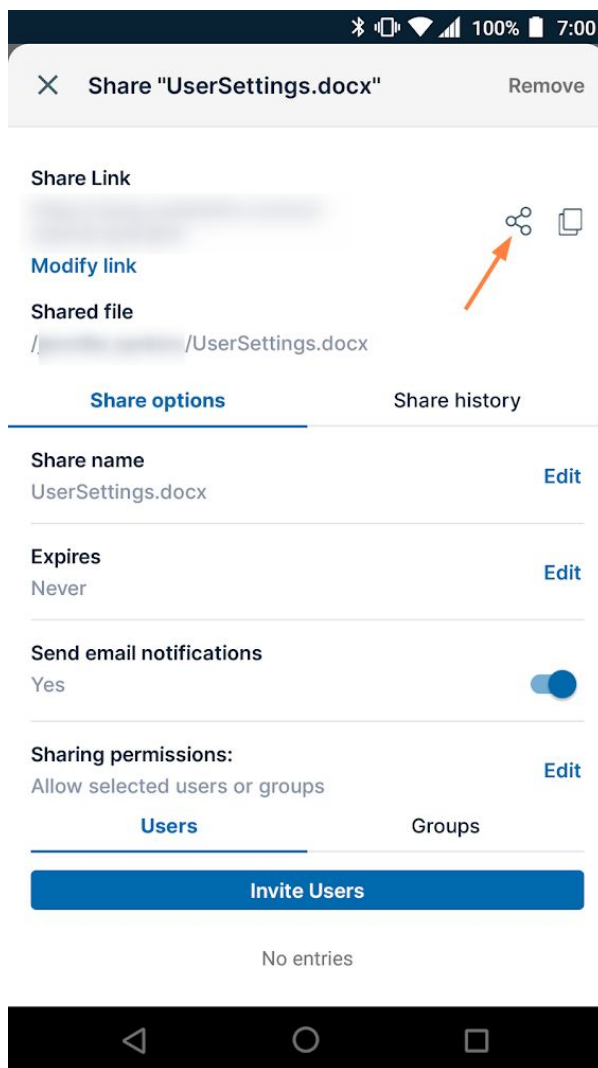 100% 7:00
Share "UserSettings.docx" Remove
Share Link
Modify link
Shared file
/ /UserSettings.docx
Share options Share history
Share name
Edit
UserSettings.docx
Expires
Edit
Never
Send email notifications
Yes
Sharing permissions:
Edit
Allow selected users or groups
Users Groups
Invite Users
No entries